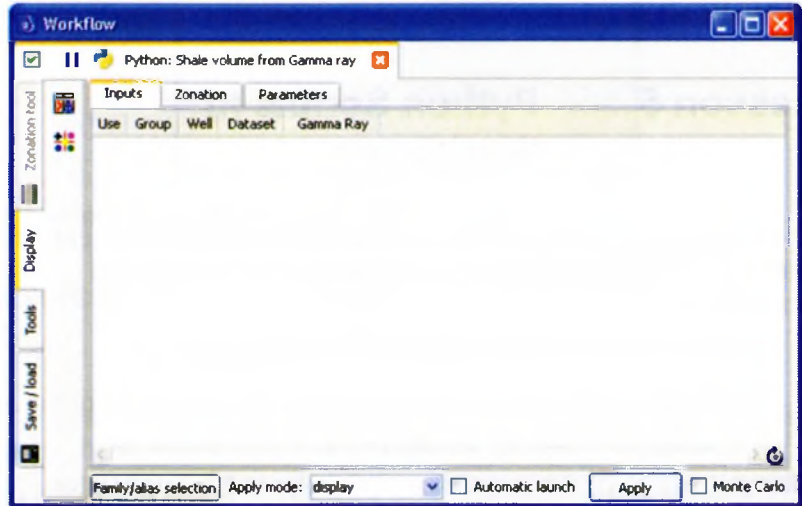 Workflow
Python: Shale volume from Gamma ray
Zonation tool
Display
Tools
Save / load
Inputs Zonation Parameters
Use Group Well Dataset Gamma Ray
Family/alias selection Apply mode: display Automatic launch Apply Monte Carlo